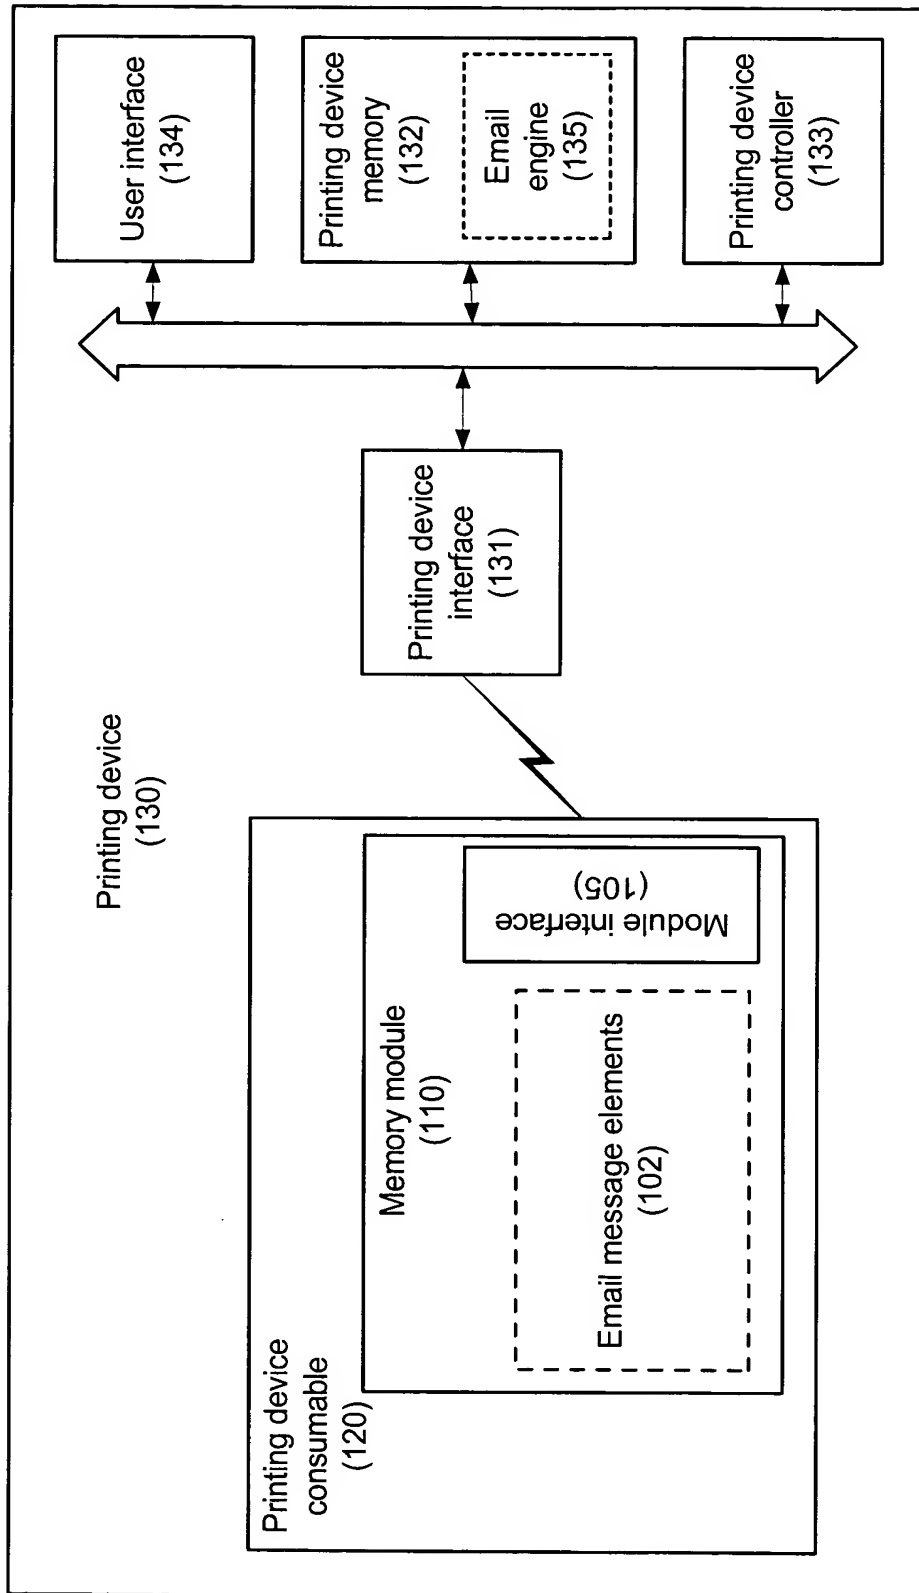 Printing device
(130)
Printing device
consumable
(120)
Memory module
(110)
Email message elements
(102)
Module interface
(105)
Printing device
interface
(131)
User interface
(134)
Printing device
memory
(132)
Email
engine
(135)
Printing device
controller
(133)